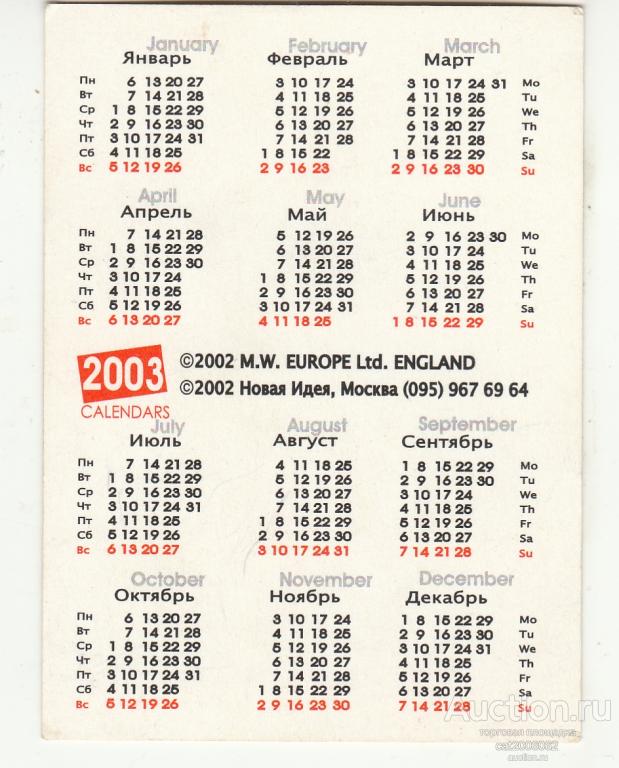 January February March
Январь Февраль Март
Пн 6 13 20 27 3 10 17 24 3 10 17 24 31 Mo
Вт 7 14 21 28 4 11 18 25 4 11 18 25 Tu
Ср 1 8 15 22 29 5 12 19 26 5 12 19 26 We
Чт 2 9 16 23 30 6 13 20 27 6 13 20 27 Th
Пт 3 10 17 24 31 7 14 21 28 7 14 21 28 Fr
Сб 4 11 18 25 1 8 15 22 1 8 15 22 29 Sa
Вс 5 12 19 26 2 9 16 23 2 9 16 23 30 Su
April May June
Апрель Май Июнь
Пн 7 14 21 28 5 12 19 26 2 9 16 23 30 Mo
Вт 1 8 15 22 29 6 13 20 27 3 10 17 24 Tu
Ср 2 9 16 23 30 7 14 21 28 4 11 18 25 We
Чт 3 10 17 24 1 8 15 22 29 5 12 19 26 Th
Пт 4 11 18 25 2 9 16 23 30 6 13 20 27 Fr
Сб 5 12 19 26 3 10 17 24 31 7 14 21 28 Sa
Вс 6 13 20 27 4 11 18 25 1 8 15 22 29 Su
2003 ©2002 M.W. EUROPE Ltd. ENGLAND
©2002 Новая Идея, Москва (095) 967 69 64
CALENDARS
July August September
Июль Август Сентябрь
Пн 7 14 21 28 4 11 18 25 1 8 15 22 29 Mo
Вт 1 8 15 22 29 5 12 19 26 2 9 16 23 30 Tu
Ср 2 9 16 23 30 6 13 20 27 3 10 17 24 We
Чт 3 10 17 24 31 7 14 21 28 4 11 18 25 Th
Пт 4 11 18 25 1 8 15 22 29 5 12 19 26 Fr
Сб 5 12 19 26 2 9 16 23 30 6 13 20 27 Sa
Вс 6 13 20 27 3 10 17 24 31 7 14 21 28 Su
October November December
Октябрь Ноябрь Декабрь
Пн 6 13 20 27 3 10 17 24 1 8 15 22 29 Mo
Вт 7 14 21 28 4 11 18 25 2 9 16 23 30 Tu
Ср 1 8 15 22 29 5 12 19 26 3 10 17 24 31 We
Чт 2 9 16 23 30 6 13 20 27 4 11 18 25 Th
Пт 3 10 17 24 31 7 14 21 28 5 12 19 26 Fr
Сб 4 11 18 25 1 8 15 22 29 6 13 20 27 Sa
Вс 5 12 19 26 2 9 16 23 30 7 14 21 28 Su
Auction.ru
торговая площадка
cat2006062
auction.ru